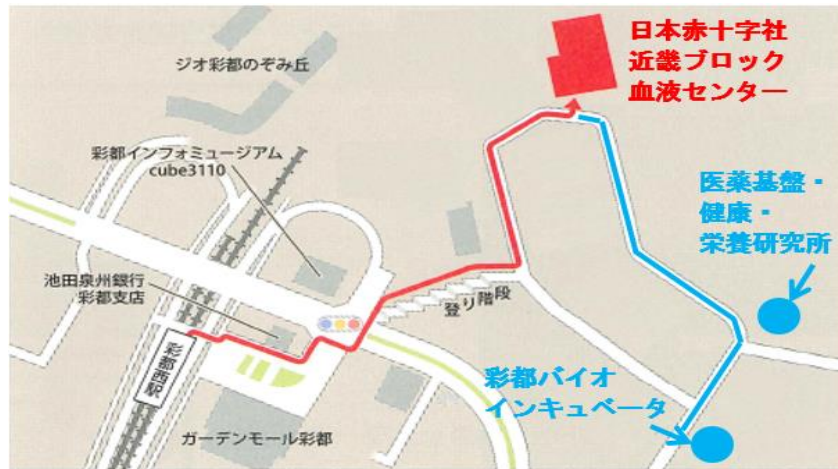 日本赤十字社
近畿ブロック
血液センター
ジオ彩都のぞみ丘
彩都インフォミュージアム
cube3110
医薬基盤・
健康・
栄養研究所
池田泉州銀行
彩都支店
登り階段
彩都西駅
彩都バイオ
インキュベータ
ガーデンモール彩都